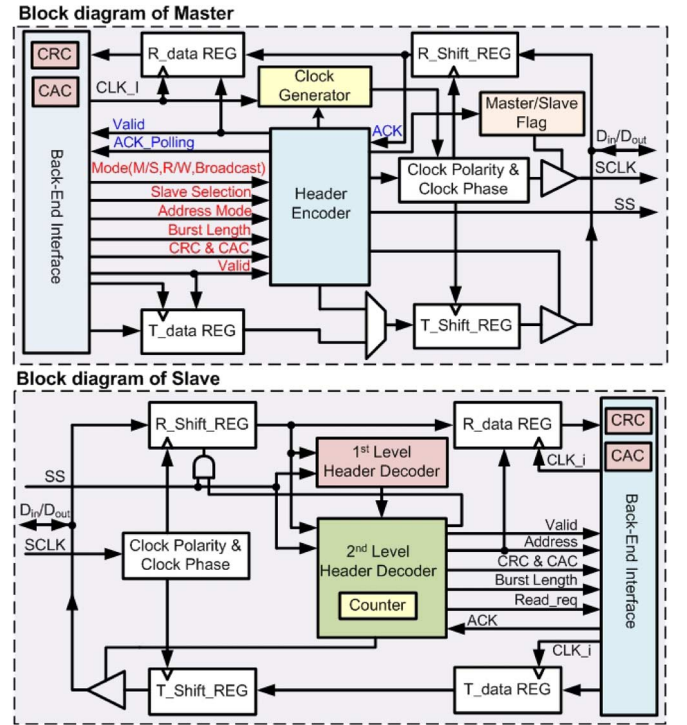 Block diagram of Master
CRC
CAC
R_data REG
R_Shift_REG
CLK_I
Clock
Generator
Master/Slave
Flag
Valid
ACK_Polling
ACK
Din/Dout
Mode(M/S,R/W,Broadcast)
Clock Polarity &
Clock Phase
SCLK
Slave Selection
Header
Encoder
Address Mode
SS
Burst Length
CRC & CAC
Valid
Back-End Interface
T_data REG
T_Shift_REG
Block diagram of Slave
R_Shift_REG
R_data REG
CRC
CAC
1st Level
Header Decoder
CLK_i
SS
Din/Dout
SCLK
Clock Polarity &
Clock Phase
2nd Level
Header Decoder
Counter
Valid
Address
CRC & CAC
Burst Length
Read_req
ACK
CLK_i
Back-End Interface
T_Shift_REG
T_data REG